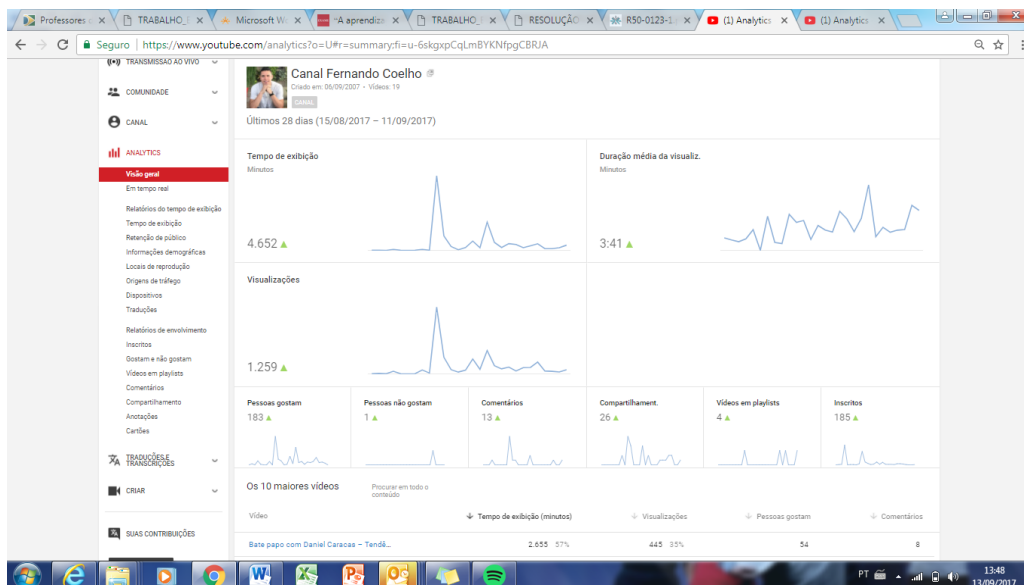 Professores
TRABALHO_
Microsoft W
"A aprendiza
TRABALHO_
RESOLUÇÃO
R50-0123-1
(1) Analytics
(1) Analytics
Seguro | https://www.youtube.com/analytics?o=U#r=summary;fi=u-6skgxpCqLmBYKNfpgCBRJA
TRANSMISSÃO AO VIVO
COMUNIDADE
CANAL
ANALYTICS
Visão geral
Em tempo real
Relatórios do tempo de exibição
Tempo de exibição
Retenção de público
Informações demográficas
Locais de reprodução
Origens de tráfego
Dispositivos
Traduções
Relatórios de envolvimento
Inscritos
Gostam e não gostam
Vídeos em playlists
Comentários
Compartilhamento
Anotações
Cartões
TRADUÇÕES E
TRANSCRIÇÕES
CRIAR
SUAS CONTRIBUIÇÕES
Canal Fernando Coelho
Criado em: 06/09/2007 • Vídeos: 19
CANAL
Últimos 28 dias (15/08/2017 – 11/09/2017)
Tempo de exibição
Minutos
4.652
Duração média da visualiz.
Minutos
3:41
Visualizações
1.259
Pessoas gostam
183
Pessoas não gostam
1
Comentários
13
Compartilhament.
26
Vídeos em playlists
4
Inscritos
185
Os 10 maiores vídeos
Procurar em todo o
conteúdo
Vídeo
Tempo de exibição (minutos)
Visualizações
Pessoas gostam
Comentários
Bate papo com Daniel Caracas – Tendê...
2.655 57%
445 35%
54
8
PT
13:48
13/09/2017